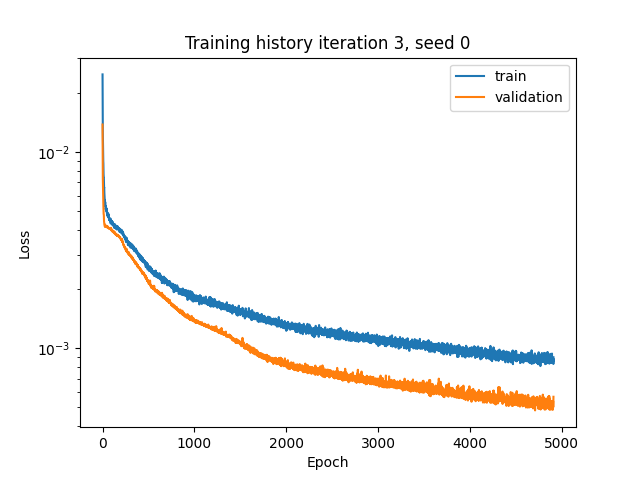 Training history iteration 3, seed 0
train
validation
10⁻²
10⁻³
Loss
0 1000 2000 3000 4000 5000
Epoch